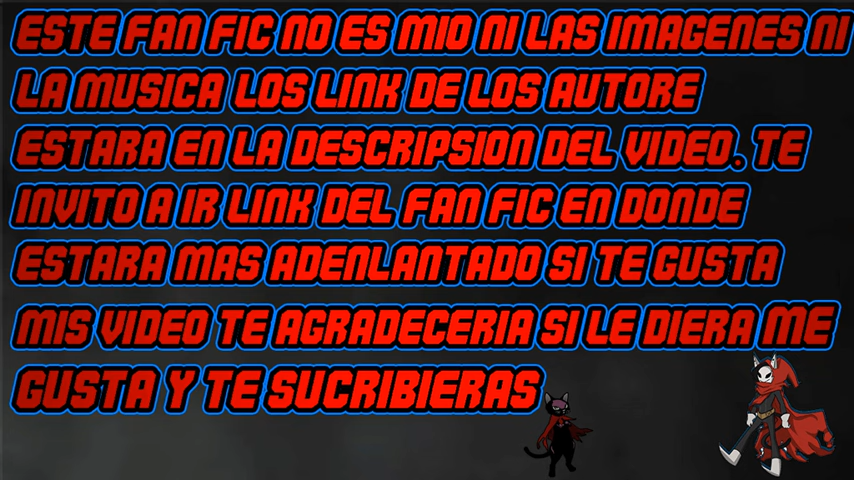 ESTE FAN FIC NO ES MIO NI LAS IMAGENES NI
LA MUSICA LOS LINK DE LOS AUTORE
ESTARA EN LA DESCRIPSION DEL VIDEO. TE
INVITO A IR LINK DEL FAN FIC EN DONDE
ESTARA MAS ADENLANTADO SI TE GUSTA
MIS VIDEO TE AGRADECERIA SI LE DIERA ME
GUSTA Y TE SUCRIBIERAS